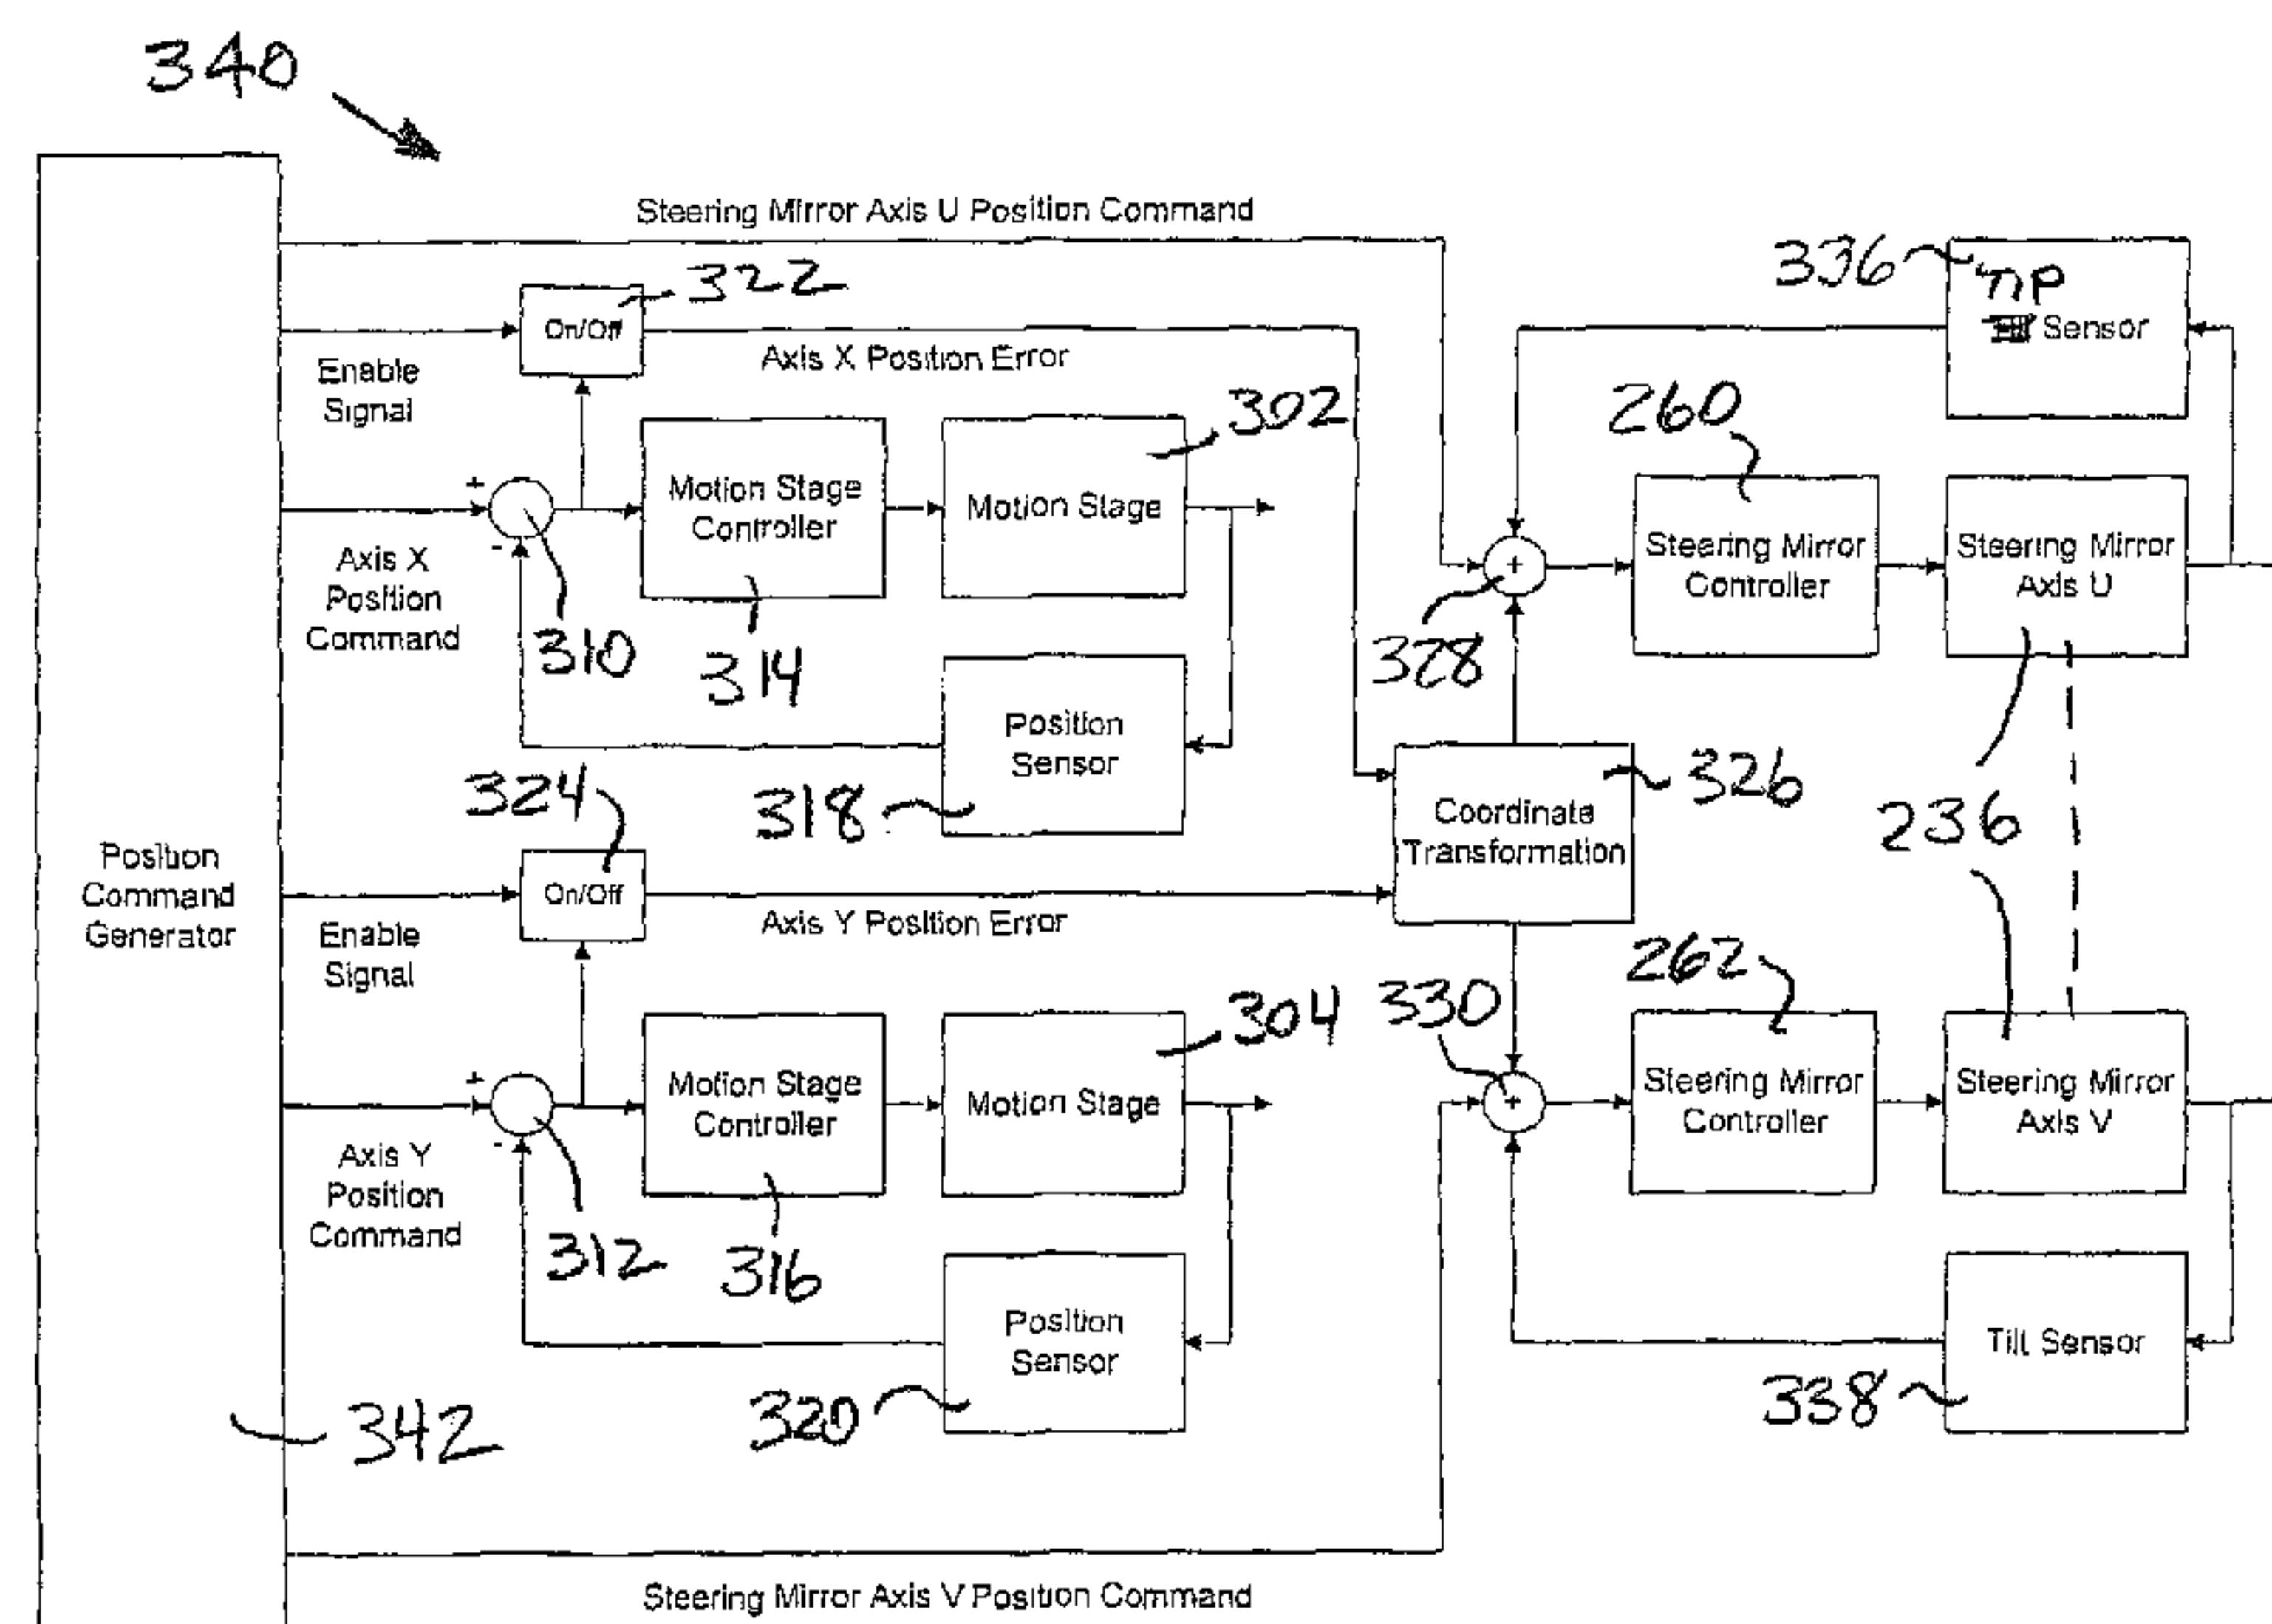 340
Steering Mirror Axis U Position Command
322
336
TIP
Sensor
On/Off
Enable
Signal
Axis X Position Error
302
260
+
Motion Stage
Controller
Motion Stage
Steering Mirror
Controller
Steering Mirror
Axis U
-
+
Axis X
Position
Command
310
314
328
Position
Sensor
318
324
326
236
Coordinate
Transformation
Position
Command
Generator
On/Off
Enable
Signal
Axis Y Position Error
262
304
330
+
Motion Stage
Controller
Motion Stage
Steering Mirror
Controller
Steering Mirror
Axis V
-
+
Axis Y
Position
Command
312
316
Position
Sensor
320
Tilt Sensor
338
342
Steering Mirror Axis V Position Command